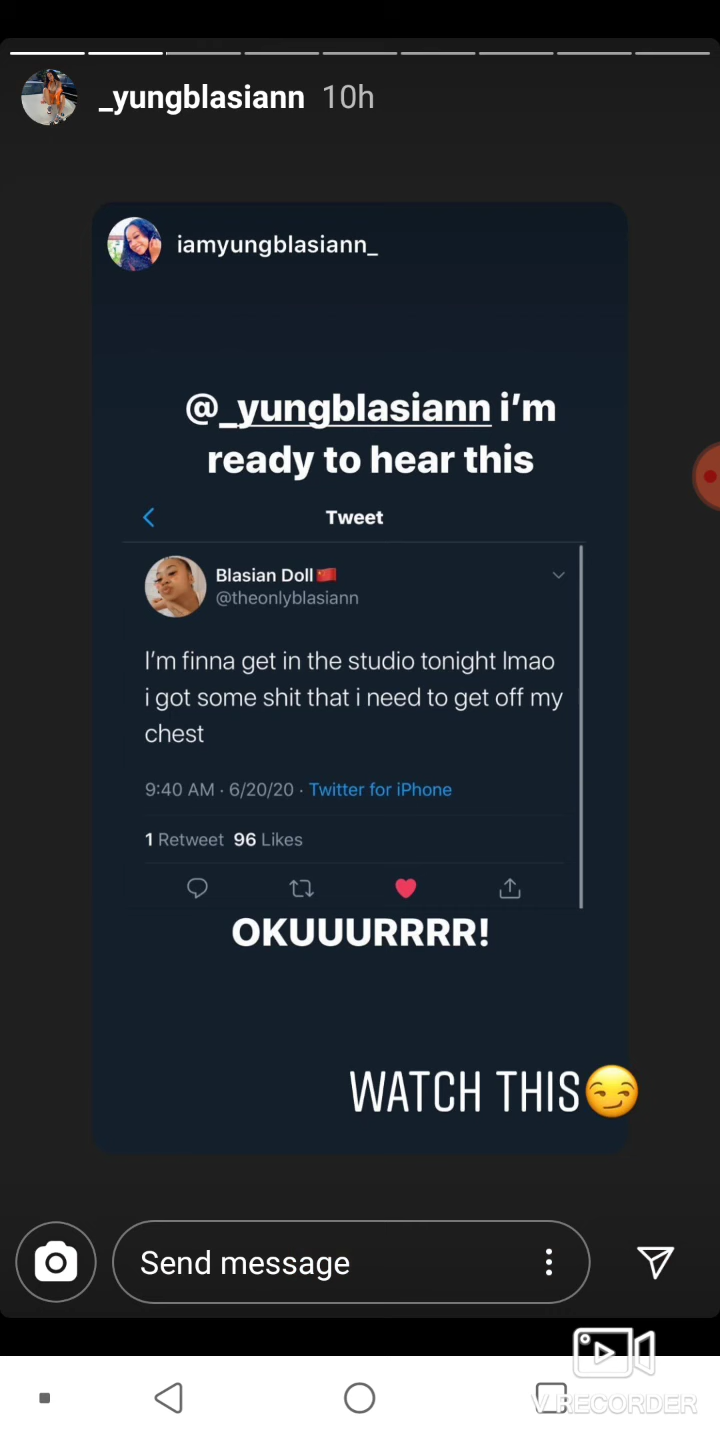 _yungblasiann 10h
iamyungblasiann_
@_yungblasiann i’m
ready to hear this
Tweet
Blasian Doll🇨🇳
@theonlyblasiann
I’m finna get in the studio tonight lmao
i got some shit that i need to get off my
chest
9:40 AM · 6/20/20 · Twitter for iPhone
1 Retweet 96 Likes
OKUUURRRR!
WATCH THIS😏
Send message
V RECORDER